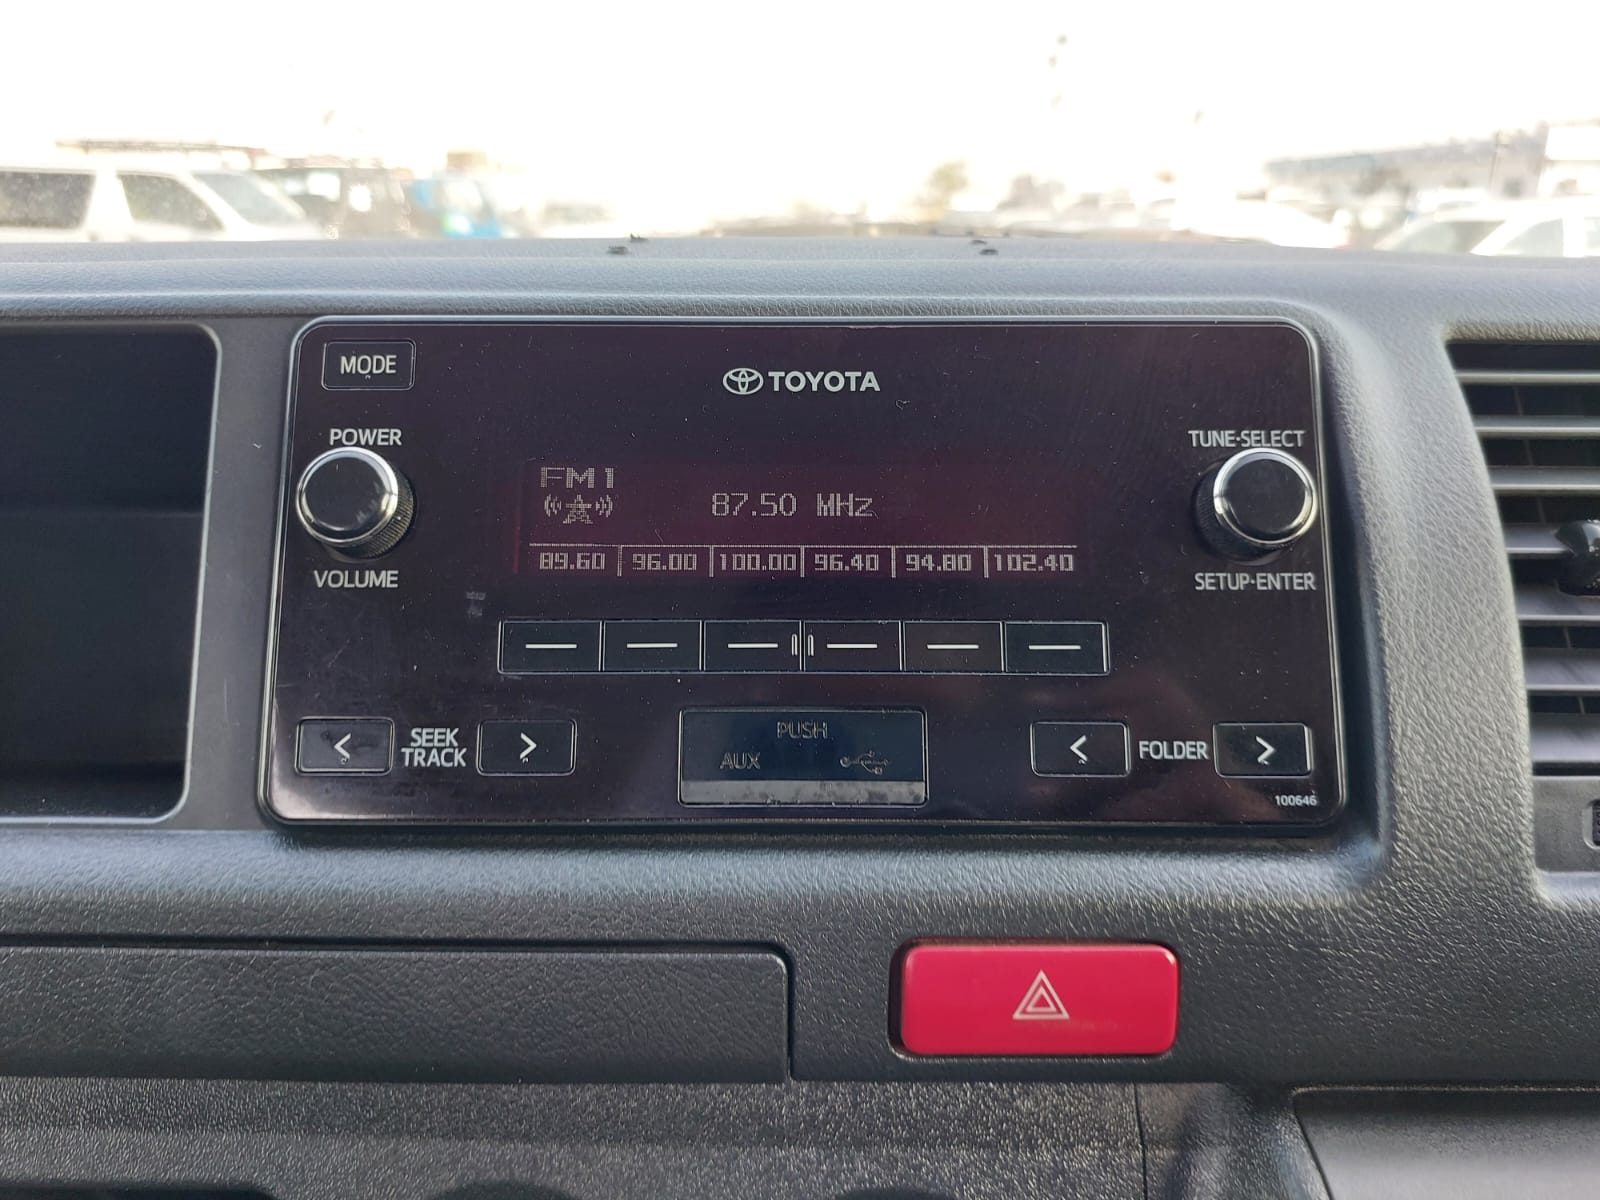 MODE
TOYOTA
POWER
TUNE·SELECT
FM1
87.50 MHz
89.60 96.00 100.00 96.40 94.80 102.40
VOLUME
SETUP·ENTER
< SEEK TRACK >
PUSH
AUX
< FOLDER >
100646